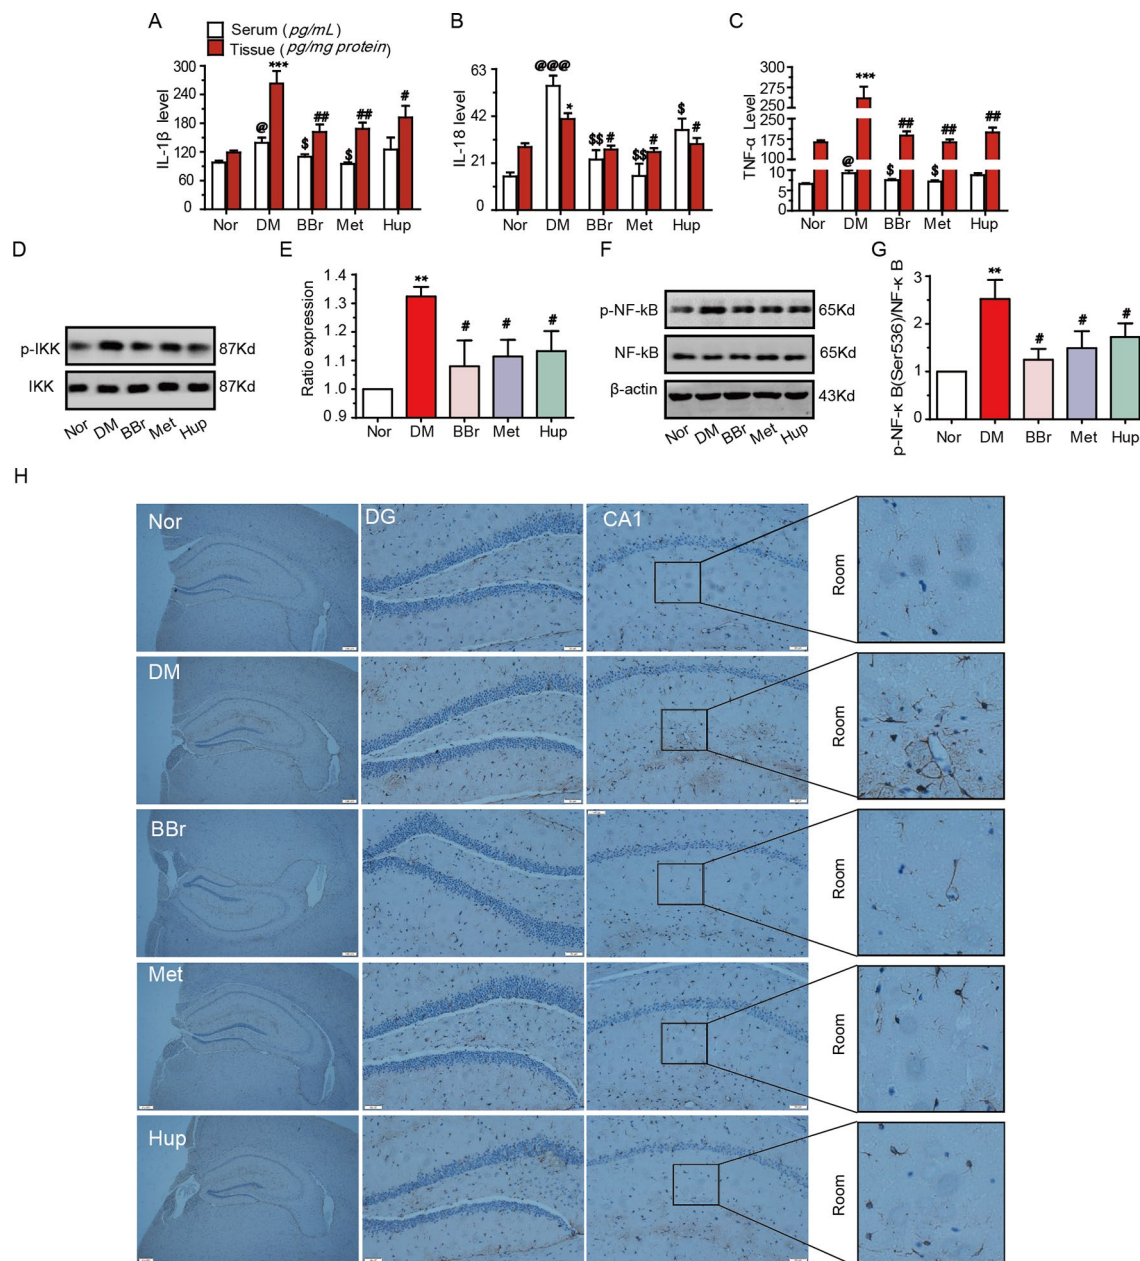 A
Serum (pg/mL)
Tissue (pg/mg protein)
IL-1β level
300
240
180
120
60
0
@
***
$
##
$
##
#
Nor DM BBr Met Hup
B
IL-18 level
63
42
21
0
@@@
*
$$
#
$$
#
$
#
Nor DM BBr Met Hup
C
TNF-α Level
300
275
250
250
175
100
15
10
5
0
@
***
$
##
$
##
##
Nor DM BBr Met Hup
D
p-IKK 87Kd
IKK 87Kd
Nor DM BBr Met Hup
E
Ratio expression
1.4
1.3
1.2
1.1
1.0
0.9
**
#
#
#
Nor DM BBr Met Hup
F
p-NF-kB 65Kd
NF-kB 65Kd
β-actin 43Kd
Nor DM BBr Met Hup
G
p-NF-κ B(Ser536)/NF-κ B
3
2
1
0
**
#
#
#
Nor DM BBr Met Hup
H
Nor DG CA1 Room
DM Room
BBr Room
Met Room
Hup Room